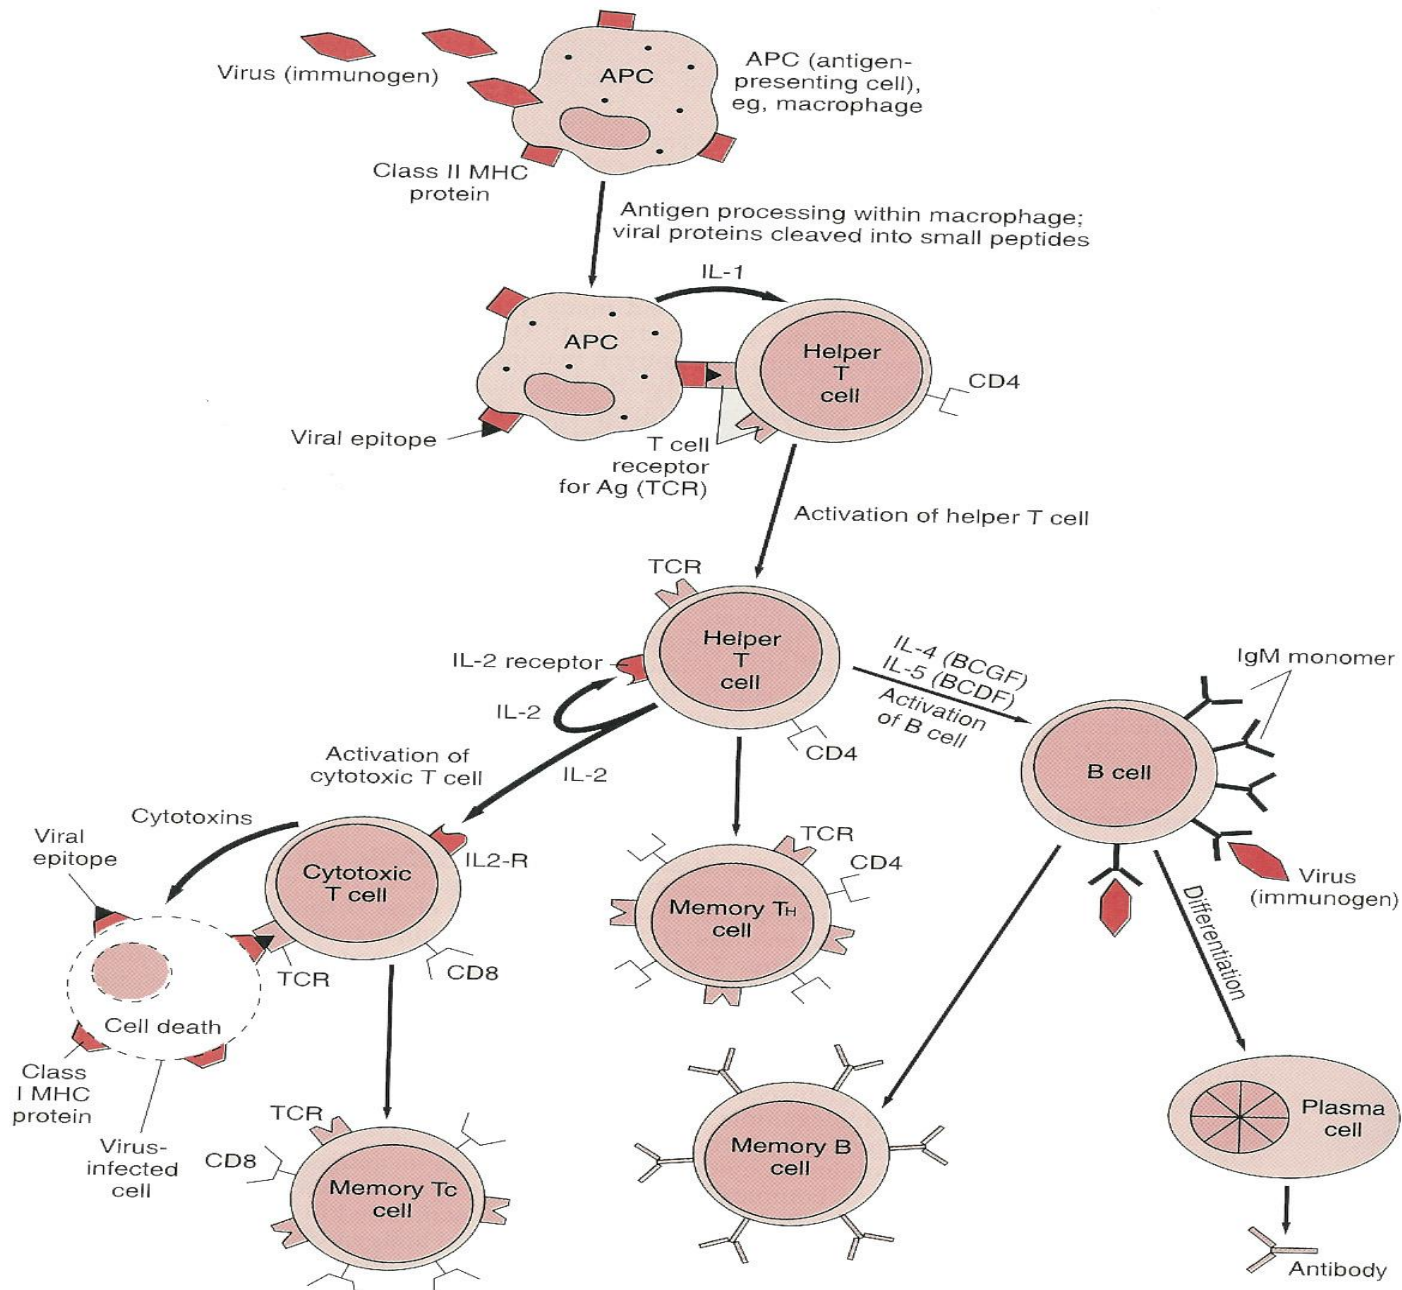 Virus (immunogen)
APC
APC (antigen-
presenting cell),
eg, macrophage
Class II MHC
protein
Antigen processing within macrophage;
viral proteins cleaved into small peptides
IL-1
APC
Helper
T
cell
CD4
Viral epitope
T cell
receptor
for Ag (TCR)
Activation of helper T cell
TCR
Helper
T
cell
IL-2 receptor
IL-2
CD4
IL-4 (BCGF)
IL-5 (BCDF)
Activation
of B cell
IgM monomer
B cell
Virus
(immunogen)
Activation of
cytotoxic T cell
IL-2
Cytotoxins
Viral
epitope
Cytotoxic
T cell
IL2-R
TCR
CD8
Cell death
Class
I MHC
protein
Virus-
infected
cell
TCR
CD4
Memory TH
cell
Differentiation
TCR
CD8
Memory Tc
cell
Memory B
cell
Plasma
cell
Antibody